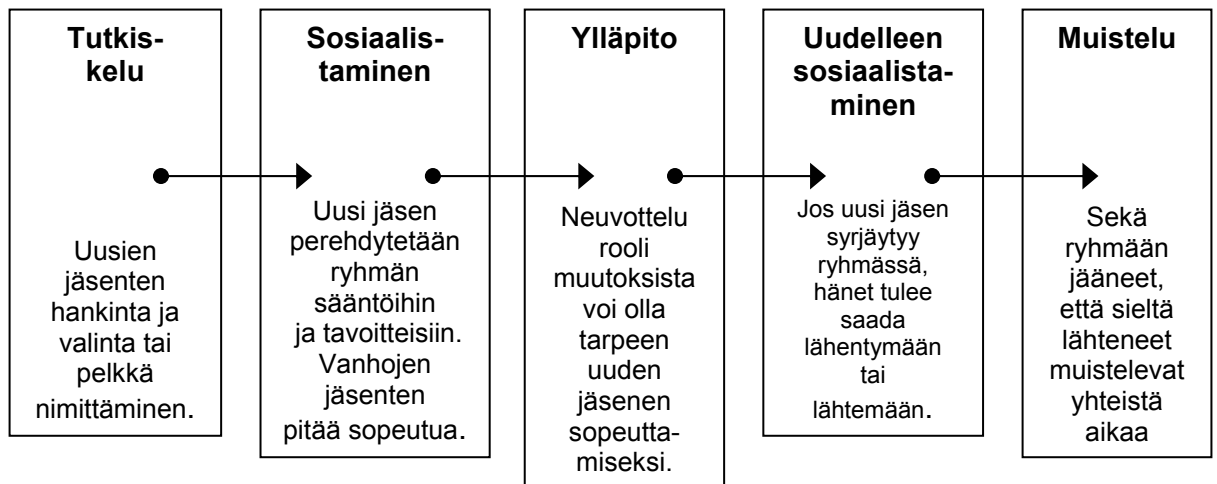 Tutkis-
kelu
Uusien
jäsenten
hankinta ja
valinta tai
pelkkä
nimittäminen.
Sosiaalis-
taminen
Uusi jäsen
perehdytetään
ryhmän
sääntöihin
ja tavoitteisiin.
Vanhojen
jäsenten
pitää sopeutua.
Ylläpito
Neuvottelu
rooli
muutoksista
voi olla
tarpeen
uuden
jäsenen
sopeutta-
miseksi.
Uudelleen
sosiaalista-
minen
Jos uusi jäsen
syrjäytyy
ryhmässä,
hänet tulee
saada
lähentymään
tai
lähtemään.
Muistelu
Sekä
ryhmään
jääneet,
että sieltä
lähteneet
muistelevat
yhteistä
aikaa